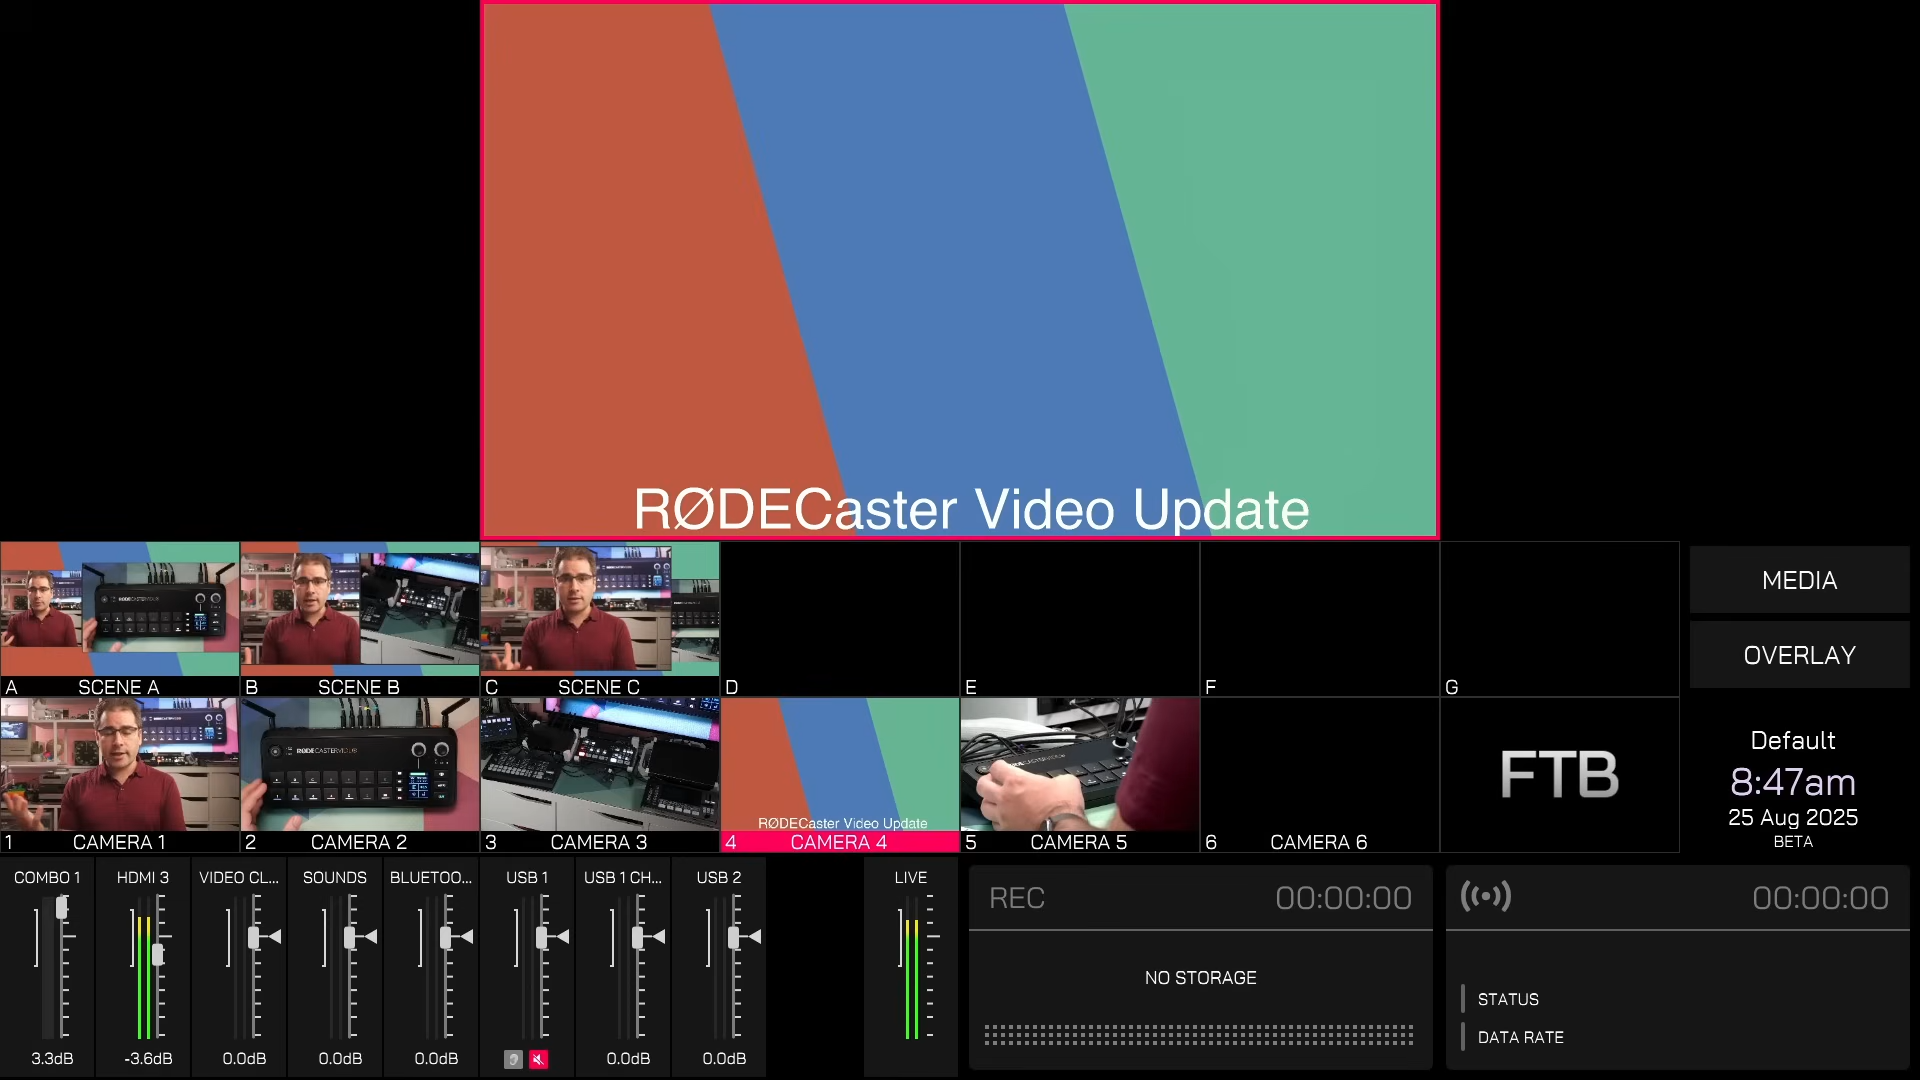 RØDECaster Video Update
A SCENE A
B SCENE B
C SCENE C
D
E
F
G
MEDIA
OVERLAY
RØDECaster Video Update
1 CAMERA 1
2 CAMERA 2
3 CAMERA 3
4 CAMERA 4
5 CAMERA 5
6 CAMERA 6
FTB
Default
8:47am
25 Aug 2025
BETA
COMBO 1
HDMI 3
VIDEO CL...
SOUNDS
BLUETOO...
USB 1
USB 1 CH...
USB 2
LIVE
3.3dB
-3.6dB
0.0dB
0.0dB
0.0dB
0.0dB
0.0dB
REC 00:00:00
NO STORAGE
00:00:00
STATUS
DATA RATE